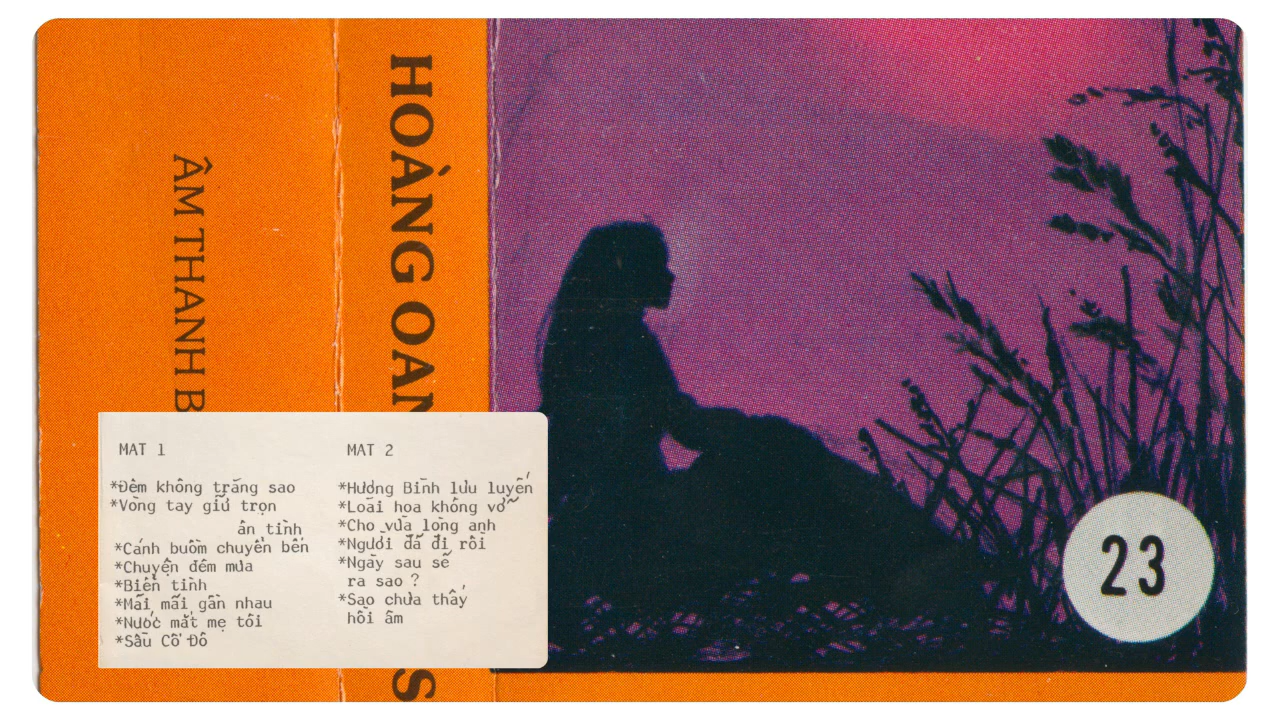 ÂM THANH B
HOÀNG OAN
S
23
MAT 1
*Đêm không trăng sao
*Vòng tay giữ trọn
ân tình
*Cánh buồm chuyển bến
*Chuyện đêm mưa
*Biển tình
*Mãi mãi gần nhau
*Nước mắt mẹ tôi
*Sầu Cố Đô
MAT 2
*Hương Bình lưu luyến
*Loài hoa không vỡ
*Cho vừa lòng anh
*Người đã đi rồi
*Ngày sau sẽ
ra sao ?
*Sao chưa thấy
hồi âm